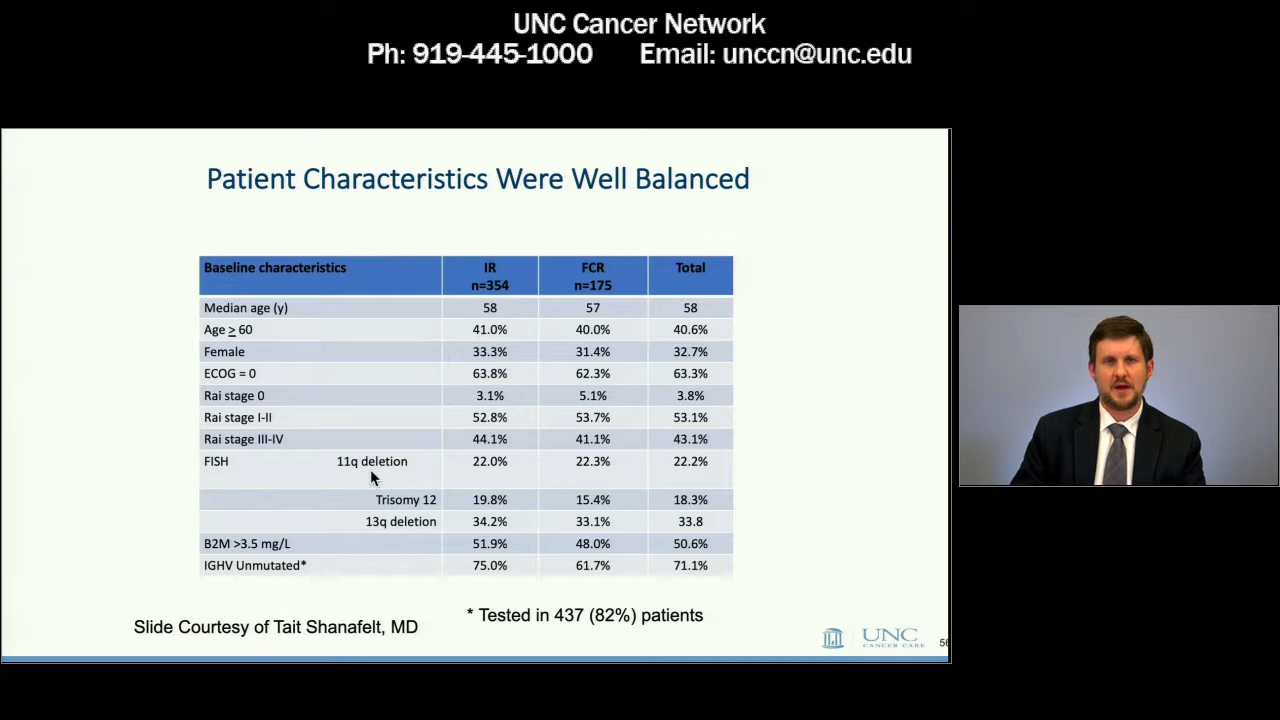 UNC Cancer Network
Ph: 919-445-1000 Email: unccn@unc.edu
Patient Characteristics Were Well Balanced
Baseline characteristics IR n=354 FCR n=175 Total
Median age (y) 58 57 58
Age ≥ 60 41.0% 40.0% 40.6%
Female 33.3% 31.4% 32.7%
ECOG = 0 63.8% 62.3% 63.3%
Rai stage 0 3.1% 5.1% 3.8%
Rai stage I-II 52.8% 53.7% 53.1%
Rai stage III-IV 44.1% 41.1% 43.1%
FISH 11q deletion 22.0% 22.3% 22.2%
Trisomy 12 19.8% 15.4% 18.3%
13q deletion 34.2% 33.1% 33.8
B2M >3.5 mg/L 51.9% 48.0% 50.6%
IGHV Unmutated* 75.0% 61.7% 71.1%
* Tested in 437 (82%) patients
Slide Courtesy of Tait Shanafelt, MD
UNC
CANCER CARE